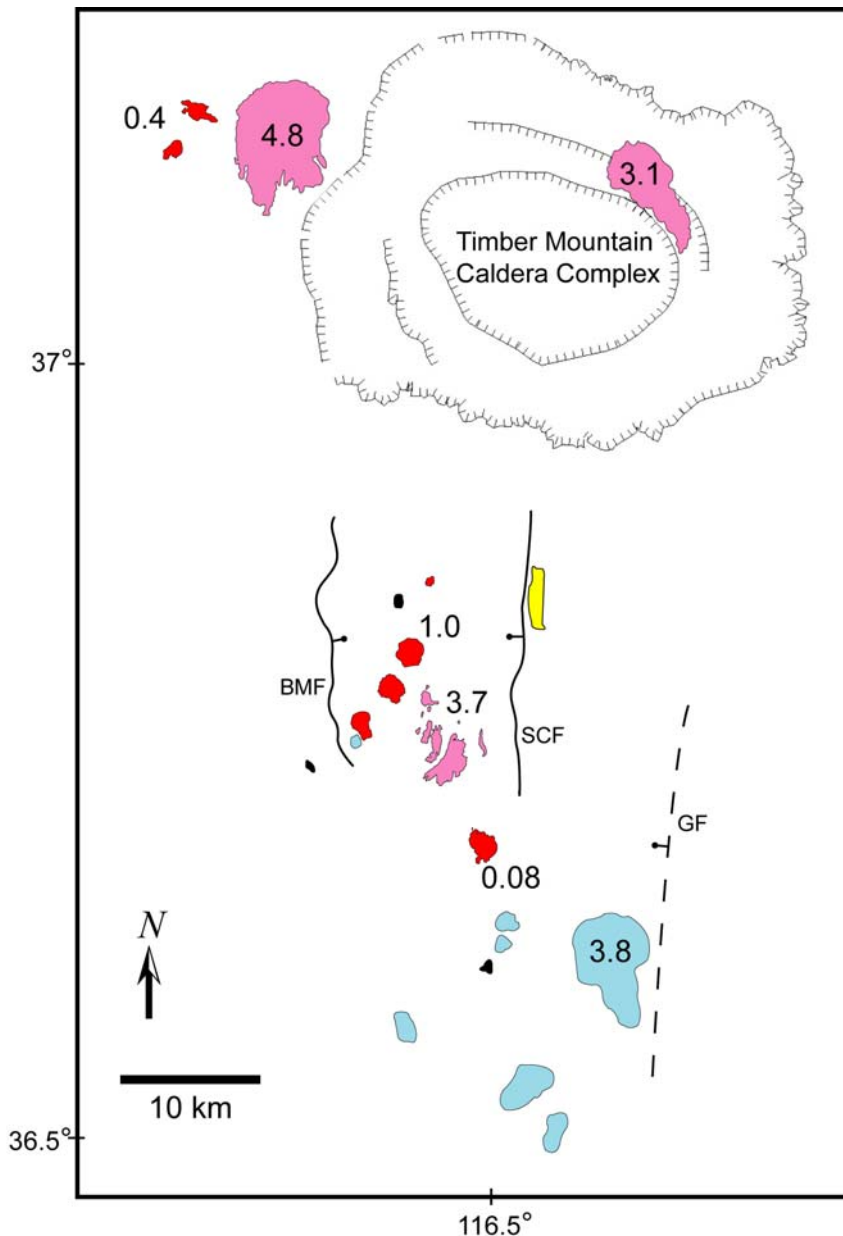 0.4
4.8
3.1
Timber Mountain
Caldera Complex
37°
1.0
BMF
3.7
SCF
GF
0.08
N
3.8
10 km
36.5°
116.5°